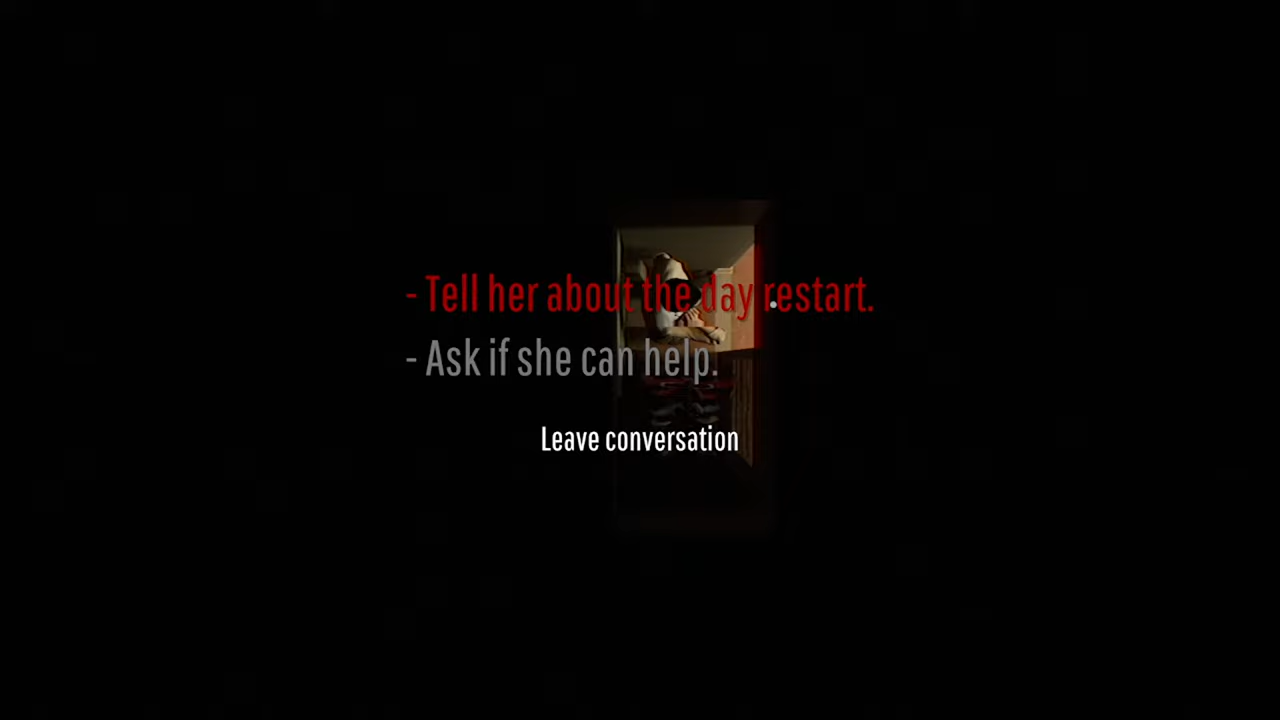 - Tell her about the day restart.
- Ask if she can help.
Leave conversation